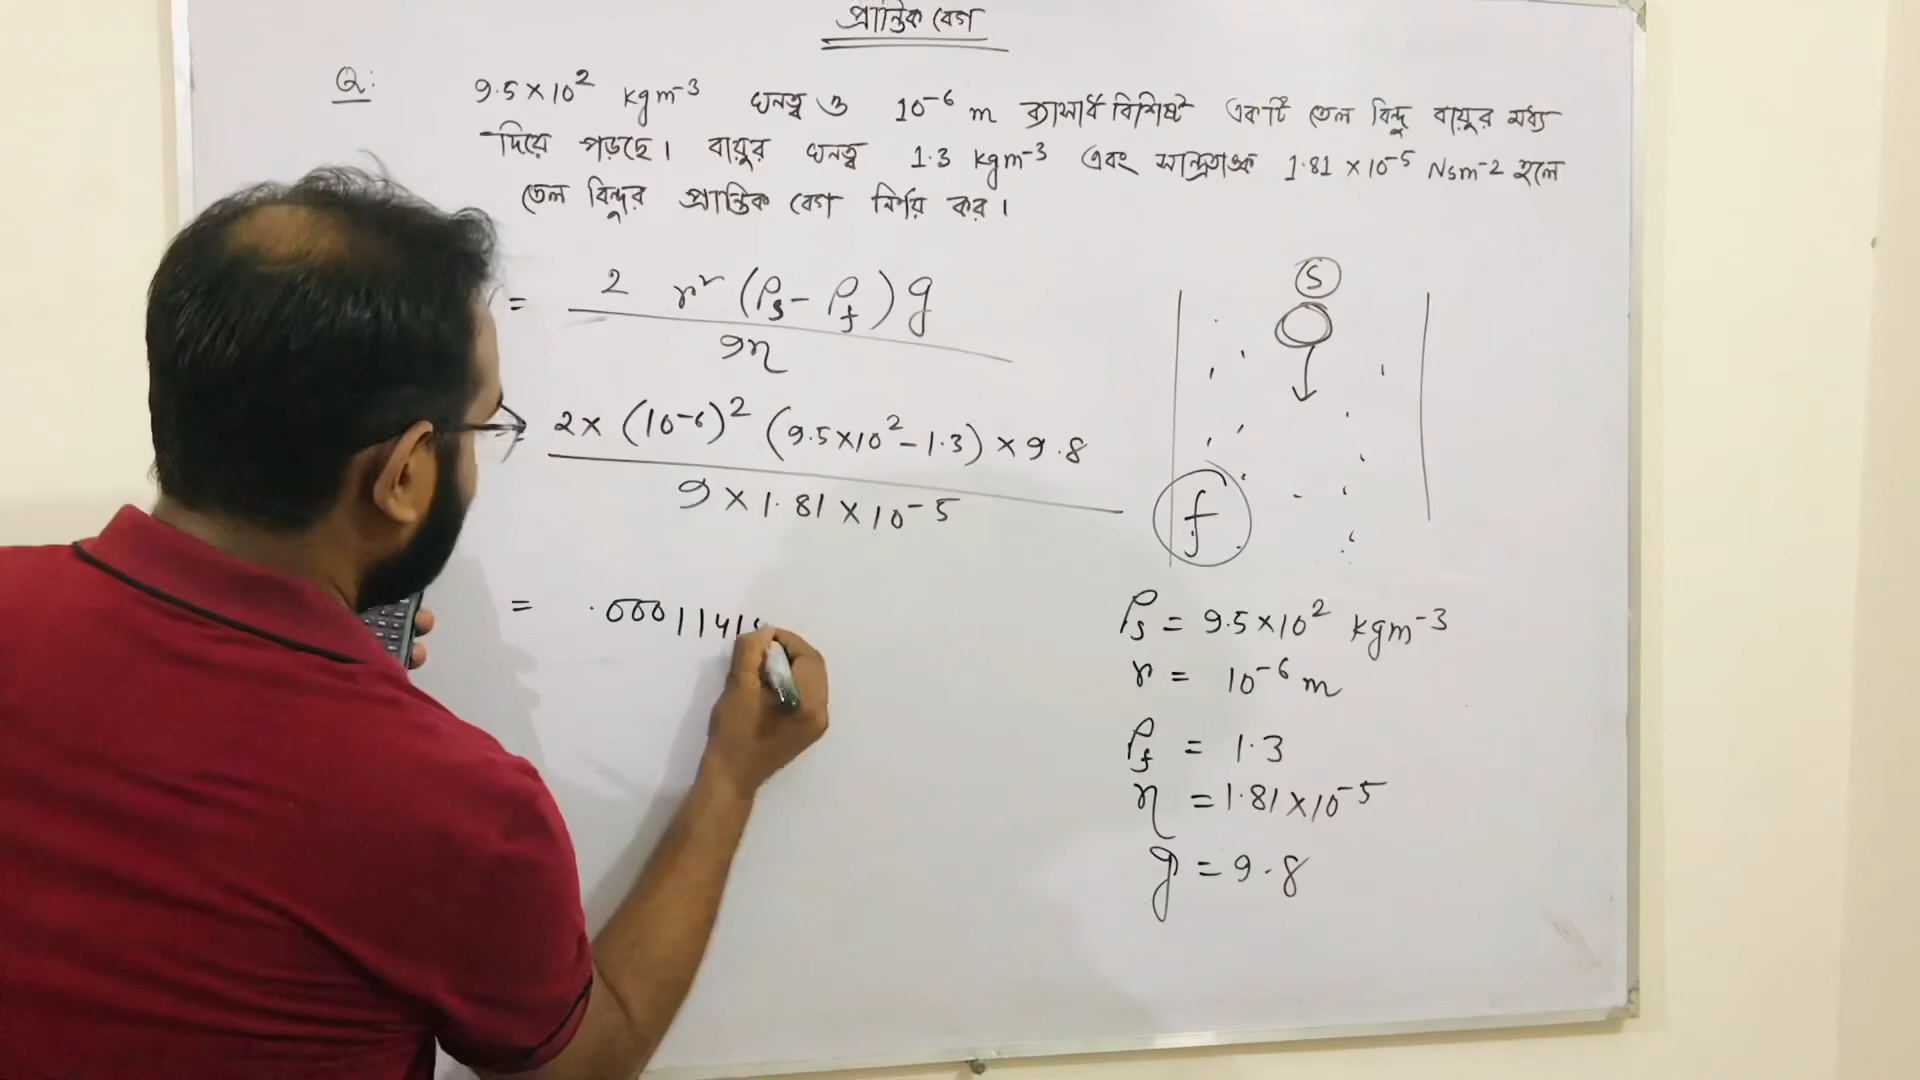 প্রান্তিক বেগ
Q: 9.5×10² kgm⁻³ ঘনত্ব ও 10⁻⁶ m ব্যাসার্ধ বিশিষ্ট একটি তেল বিন্দু বায়ুর মধ্য
দিয়ে পড়ছে। বায়ুর ঘনত্ব 1.3 kgm⁻³ এবং সান্দ্রতাঙ্ক 1.81 × 10⁻⁵ Nsm⁻² হলে
তেল বিন্দুর প্রান্তিক বেগ নির্ণয় কর।
= 2 r² (ρs - ρf) g
9η
= 2× (10⁻⁶)² (9.5×10² - 1.3) × 9.8
9 × 1.81 × 10⁻⁵
= .0001141
S
f
ρs = 9.5×10² kgm⁻³
r = 10⁻⁶ m
ρf = 1.3
η = 1.81×10⁻⁵
g = 9.8